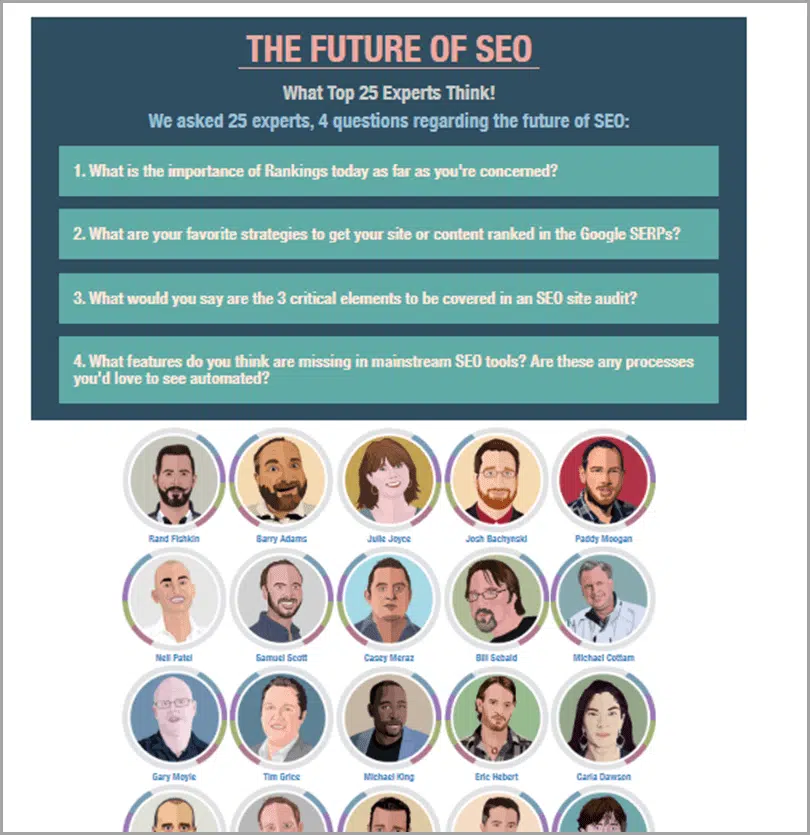 THE FUTURE OF SEO
What Top 25 Experts Think!
We asked 25 experts, 4 questions regarding the future of SEO:
1. What is the importance of Rankings today as far as you're concerned?
2. What are your favorite strategies to get your site or content ranked in the Google SERPs?
3. What would you say are the 3 critical elements to be covered in an SEO site audit?
4. What features do you think are missing in mainstream SEO tools? Are these any processes
you'd love to see automated?
Rand Fishkin Barry Adams Julie Joyce Josh Bachynski Paddy Moogan
Neil Patel Samuel Scott Casey Meraz Bill Sebald Michael Cottam
Gary Moyle Tim Grice Michael King Eric Hebert Carla Dawson